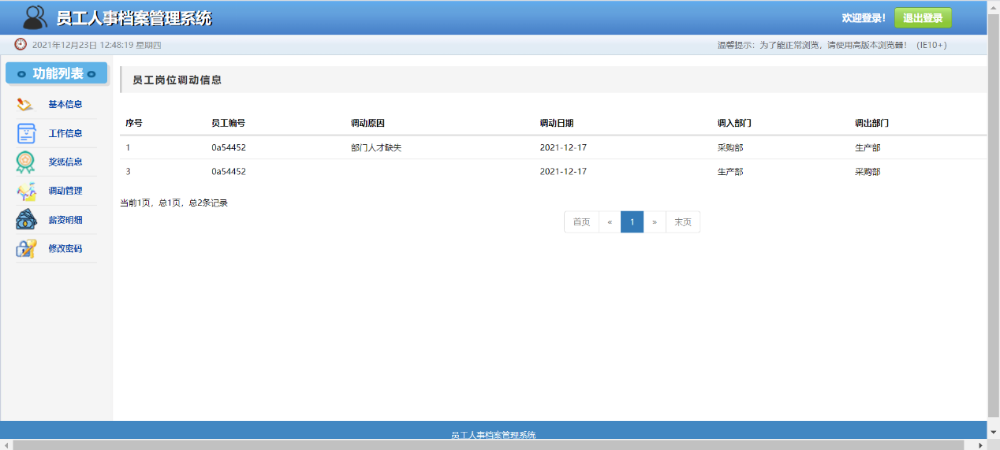 员工人事档案管理系统
欢迎登录!
退出登录
2021年12月23日 12:48:19 星期四
温馨提示：为了能正常浏览，请使用高版本浏览器！（IE10+）
功能列表
基本信息
工作信息
奖惩信息
调动管理
薪资明细
修改密码
员工岗位调动信息
序号 员工编号 调动原因 调动日期 调入部门 调出部门
1 0a54452 部门人才缺失 2021-12-17 采购部 生产部
3 0a54452 2021-12-17 生产部 采购部
当前1页，总1页，总2条记录
首页 « 1 » 末页
员工人事档案管理系统